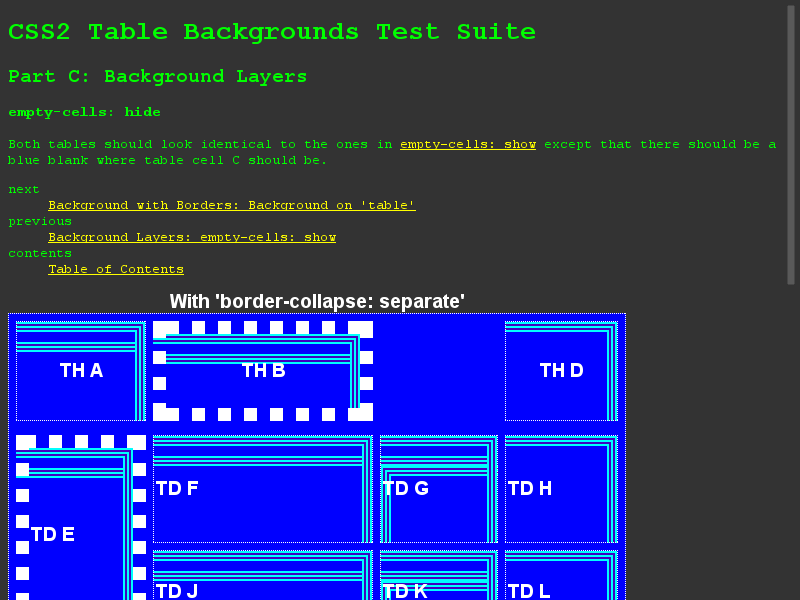 CSS2 Table Backgrounds Test Suite
Part C: Background Layers
empty-cells: hide
Both tables should look identical to the ones in empty-cells: show except that there should be a
blue blank where table cell C should be.
next
Background with Borders: Background on 'table'
previous
Background Layers: empty-cells: show
contents
Table of Contents
With 'border-collapse: separate'
TH A TH B TH D
TD F TD G TD H
TD E
TD J TD K TD L